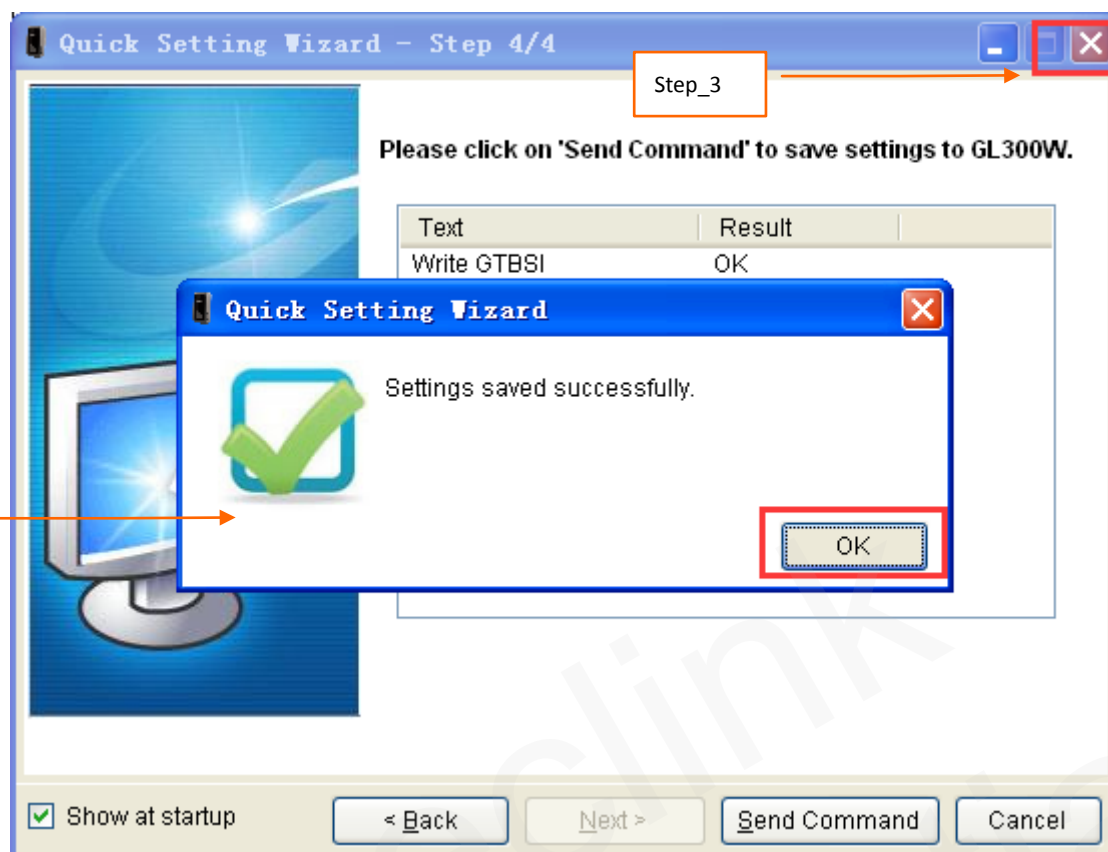 Quick Setting Wizard - Step 4/4
Step_3
Please click on 'Send Command' to save settings to GL300W.
Text Result
Write GTBSI OK
Quick Setting Wizard
Settings saved successfully.
OK
Show at startup
< Back Next > Send Command Cancel